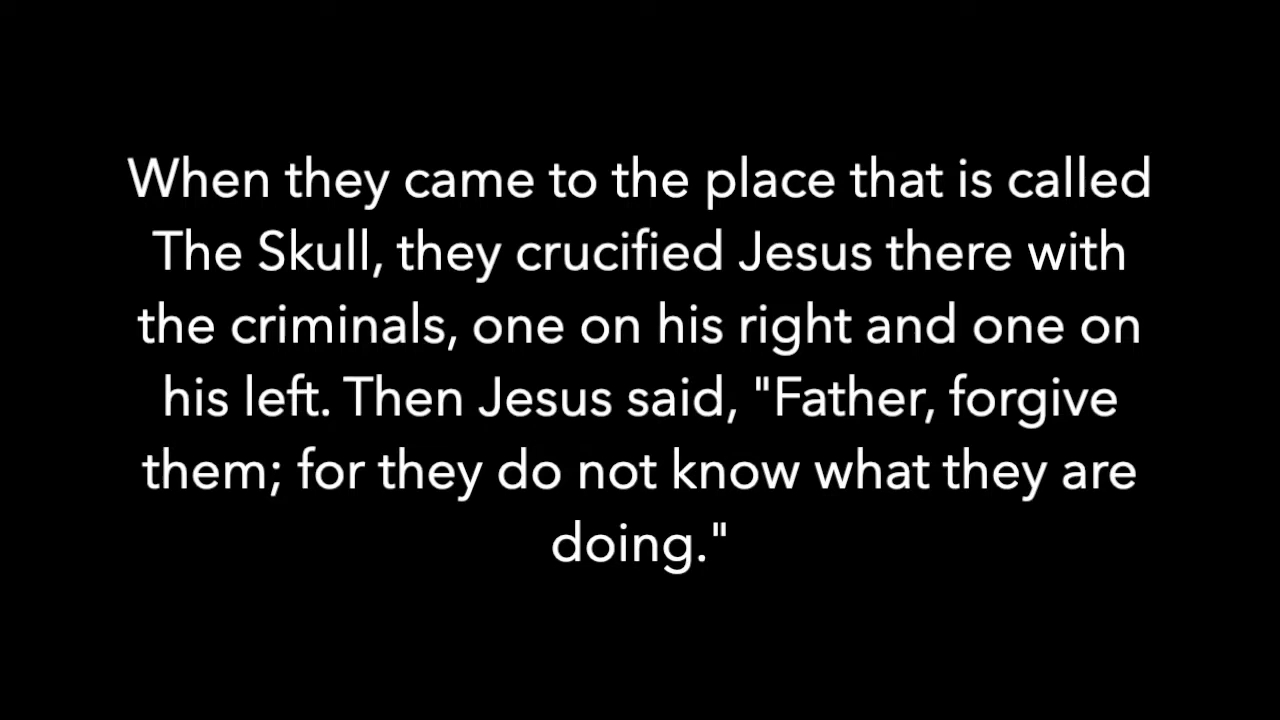 When they came to the place that is called
The Skull, they crucified Jesus there with
the criminals, one on his right and one on
his left. Then Jesus said, "Father, forgive
them; for they do not know what they are
doing."